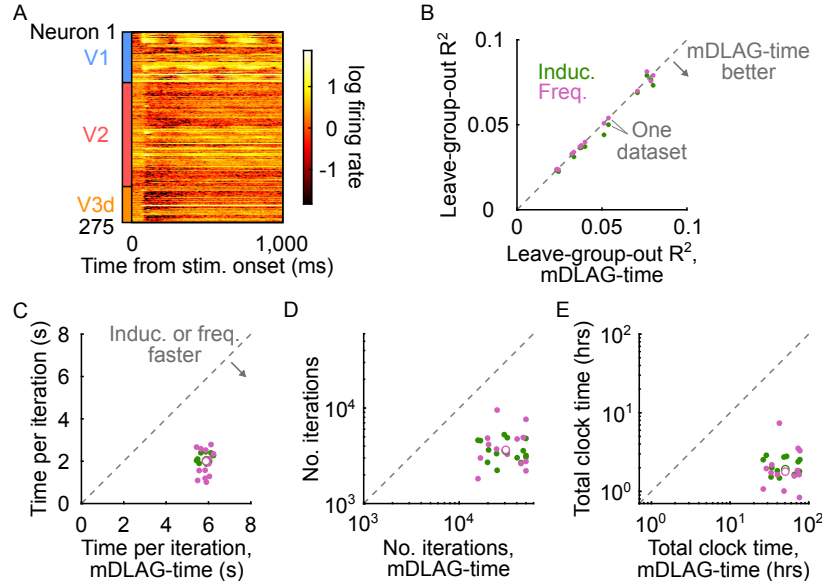 A
Neuron 1
V1
V2
V3d
275
0
1,000
Time from stim. onset (ms)
1
0
-1
log firing rate
B
0.1
0.05
0
Leave-group-out R²
Induc.
Freq.
mDLAG-time
better
One
dataset
0
0.05
0.1
Leave-group-out R²,
mDLAG-time
C
8
6
4
2
0
Time per iteration (s)
Induc. or freq.
faster
0
2
4
6
8
Time per iteration,
mDLAG-time (s)
D
10⁴
10³
No. iterations
10³
10⁴
No. iterations,
mDLAG-time
E
10²
10¹
10⁰
Total clock time (hrs)
10⁰
10¹
10²
Total clock time,
mDLAG-time (hrs)